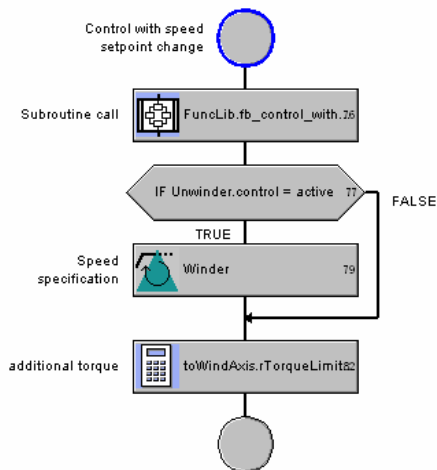 Control with speed
setpoint change
Subroutine call
FuncLib.fb_control_with.76
IF Unwinder.control = active 77
FALSE
TRUE
Speed
specification
Winder 79
additional torque
toWindAxis.rTorqueLimit82